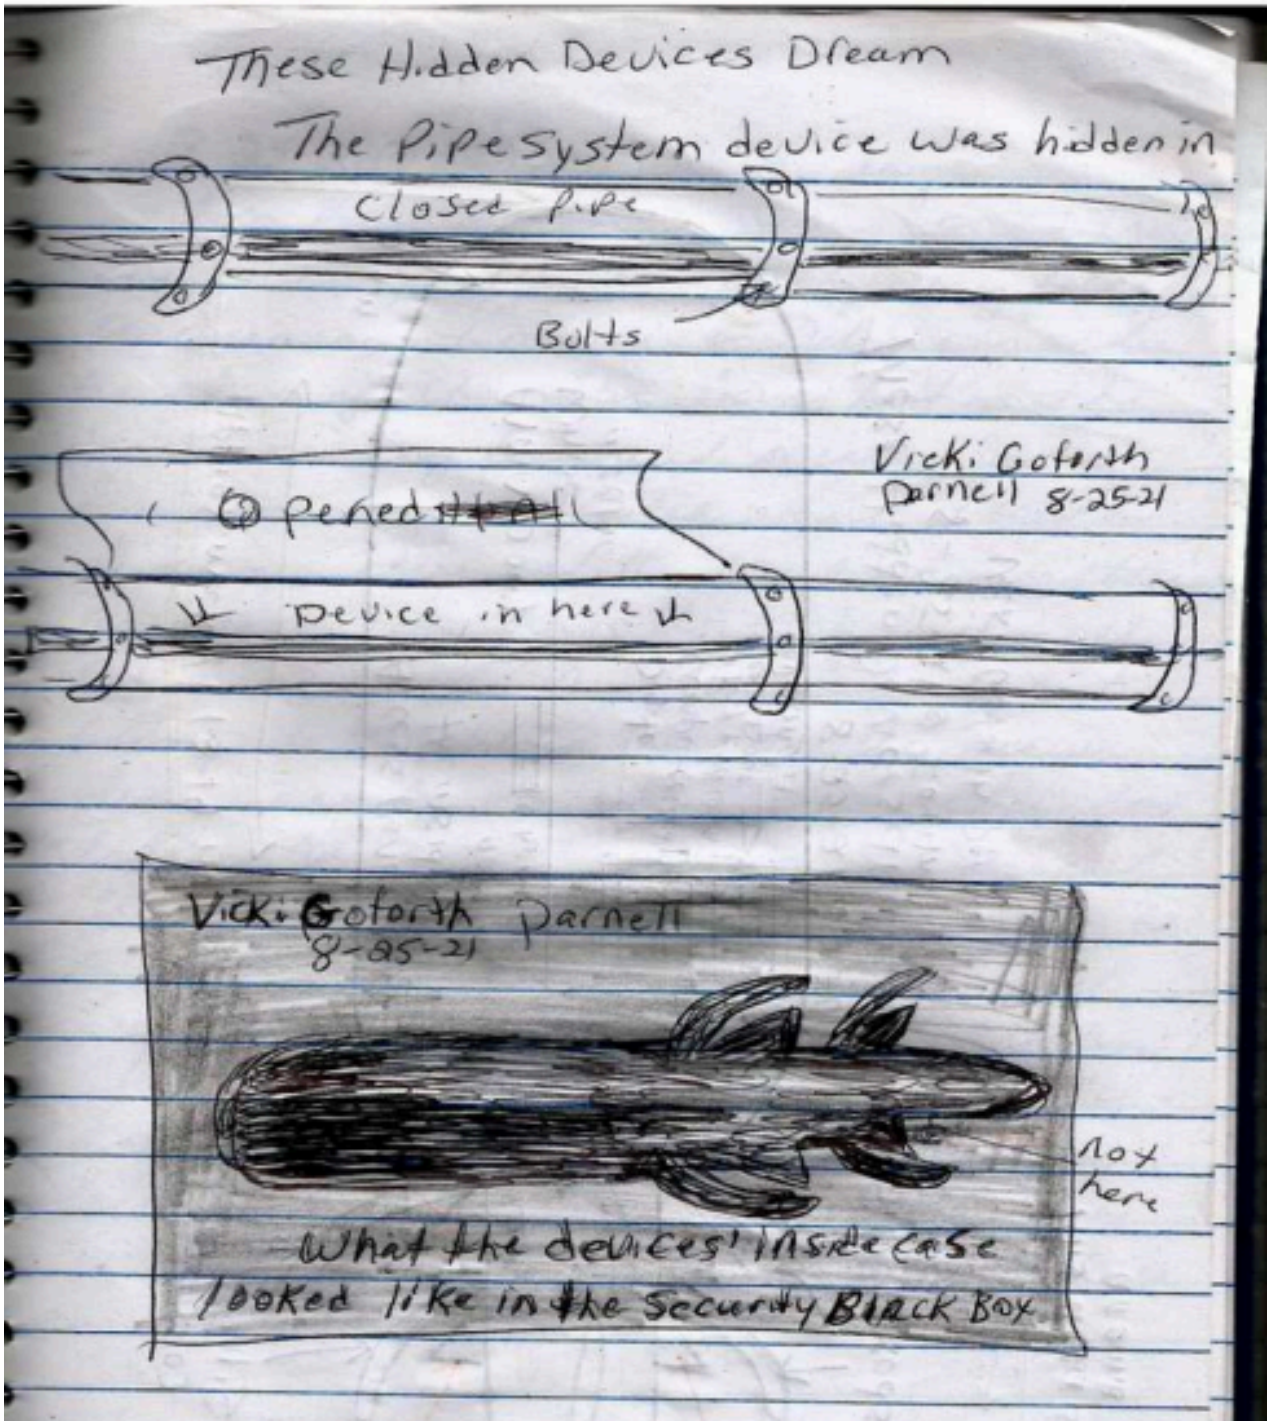 These Hidden Devices Dream
The Pipe System device was hidden in
Closed Pipe
Bolts
Vicki Goforth
Parnell 8-25-21
Opened
Device in here
Vicki Goforth Parnell
8-25-21
not
here
What the devices' inside case
looked like in the Security Black Box